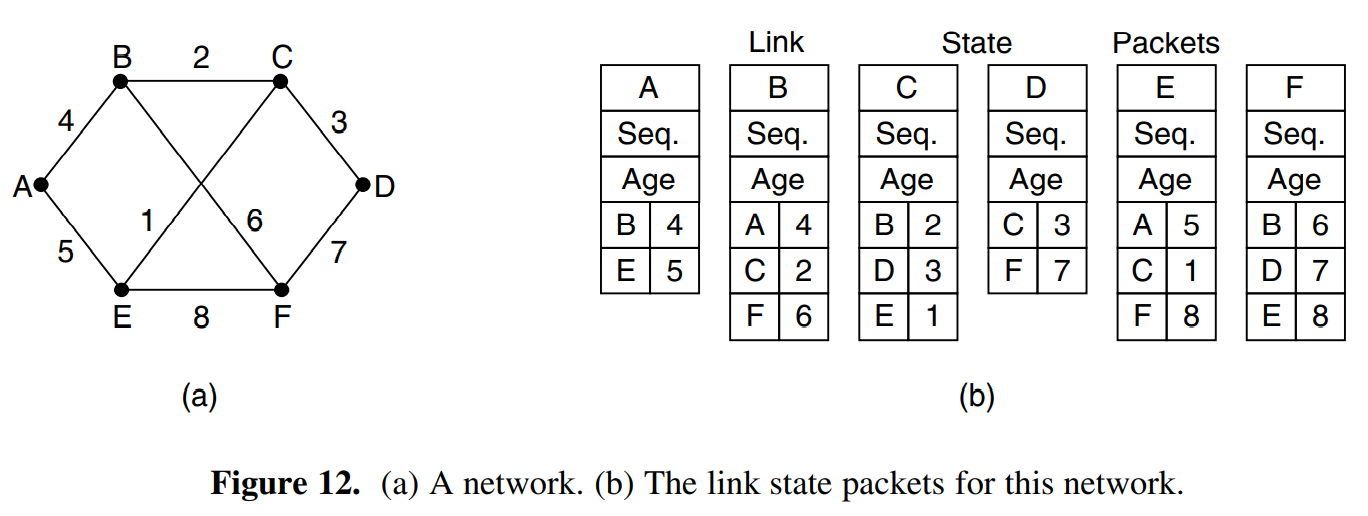 B 2 C
4 3
A D
1 6
5 7
E 8 F
(a)
Link State Packets
A B C D E F
Seq. Seq. Seq. Seq. Seq. Seq.
Age Age Age Age Age Age
B 4 A 4 B 2 C 3 A 5 B 6
E 5 C 2 D 3 F 7 C 1 D 7
F 6 E 1 F 8 E 8
(b)
Figure 12. (a) A network. (b) The link state packets for this network.